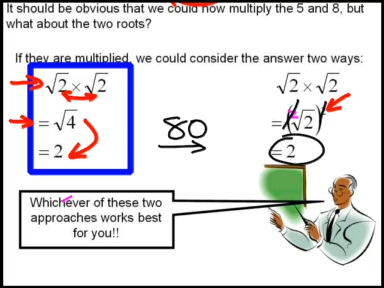 It should be obvious that we could now multiply the 5 and 8, but
what about the two roots?
If they are multiplied, we could consider the answer two ways:
√2 × √2
= √4
= 2
80
√2 × √2
= (√2)²
= 2
Whichever of these two
approaches works best
for you!!